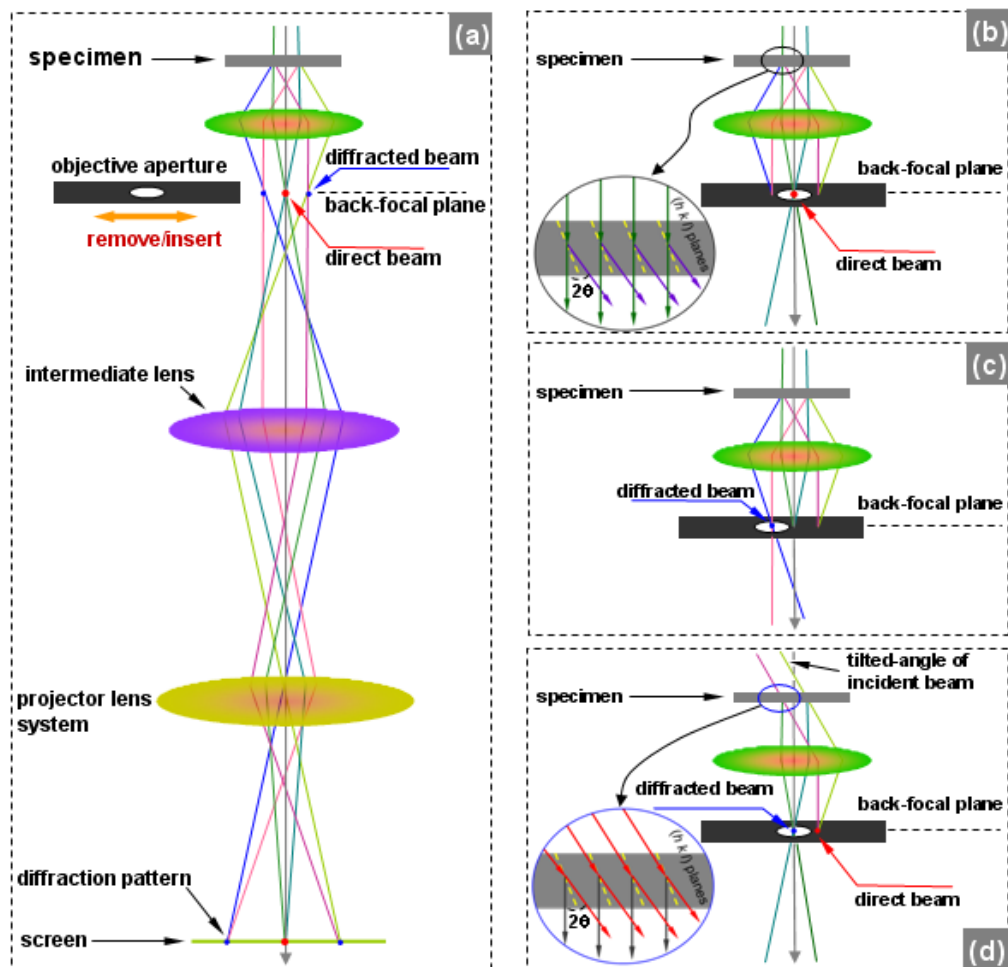 (a)
specimen
objective aperture
diffracted beam
back-focal plane
remove/insert
direct beam
intermediate lens
projector lens
system
diffraction pattern
screen
(b)
specimen
back-focal plane
(h k l) planes
2θ
direct beam
(c)
specimen
diffracted beam
back-focal plane
tilted-angle of
incident beam
specimen
diffracted beam
back-focal plane
(h k l) planes
2θ
direct beam
(d)